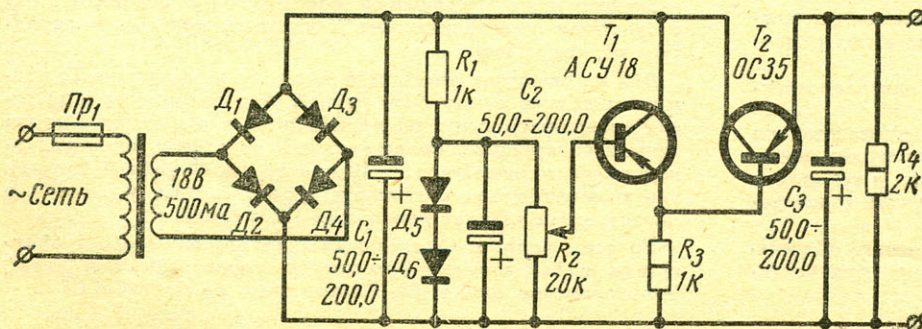 Пр₁
~Сеть
18В
500ма
Д₁
Д₃
Д₂
Д₄
C₁
50,0÷
200,0
R₁
1к
Д₅
Д₆
C₂
50,0-200,0
R₂
20к
T₁
АСУ18
R₃
1к
T₂
ОС35
C₃
50,0-
200,0
R₄
2к